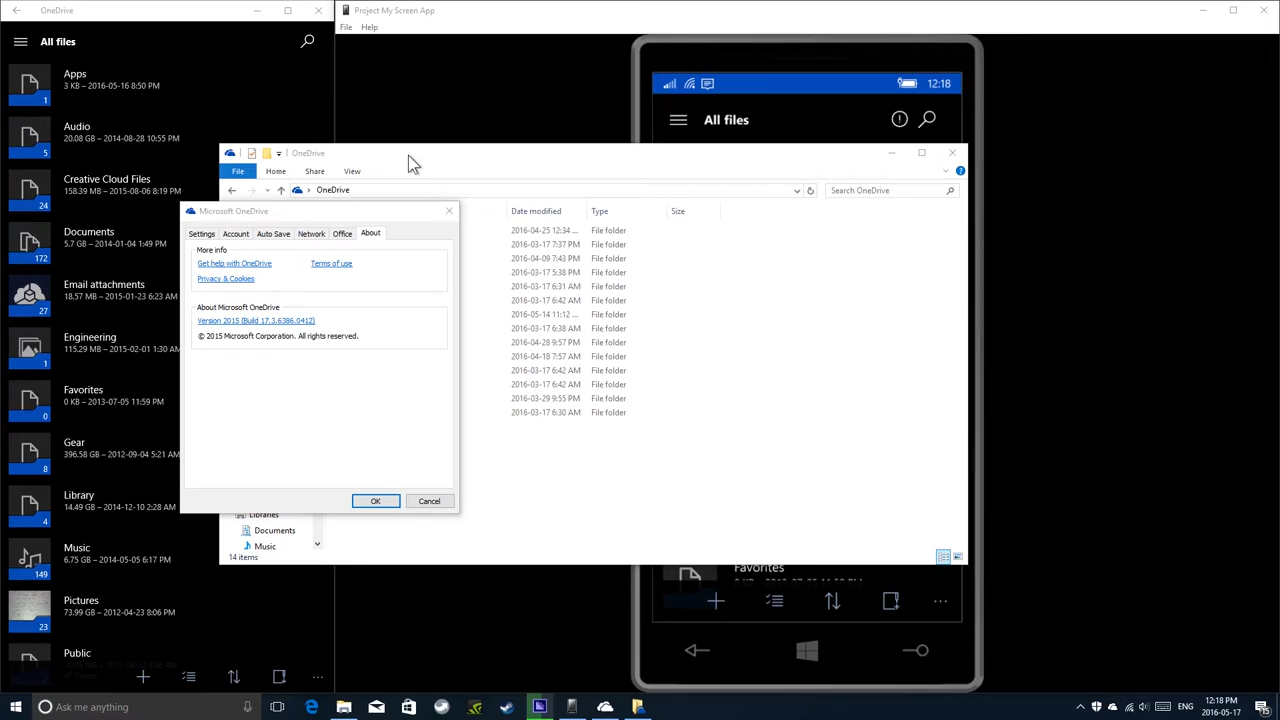 OneDrive
All files
Apps
3 KB – 2016-05-16 8:50 PM
1
Audio
20.08 GB – 2014-08-28 10:55 PM
5
Creative Cloud Files
158.39 MB – 2015-08-06 8:19 PM
24
Documents
5.7 GB – 2014-01-04 1:49 PM
172
Email attachments
18.57 MB – 2015-01-23 6:23 AM
27
Engineering
115.29 MB – 2015-02-01 1:30 AM
1
Favorites
0 KB – 2013-07-05 11:59 PM
0
Gear
396.58 GB – 2012-09-04 5:21 AM
8
Library
14.49 GB – 2014-12-10 2:28 AM
4
Music
6.75 GB – 2014-05-05 6:17 PM
149
Pictures
73.99 GB – 2012-04-23 8:06 PM
23
Public
Project My Screen App
File Help
12:18
All files
OneDrive
File Home Share View
OneDrive
Search OneDrive
Date modified Type Size
2016-04-25 12:34 ... File folder
2016-03-17 7:37 PM File folder
2016-04-09 7:43 PM File folder
2016-03-17 5:38 PM File folder
2016-03-17 6:31 AM File folder
2016-03-17 6:42 AM File folder
2016-05-14 11:12 ... File folder
2016-03-17 6:38 AM File folder
2016-04-28 9:57 PM File folder
2016-04-18 7:57 AM File folder
2016-03-17 6:42 AM File folder
2016-03-17 6:42 AM File folder
2016-03-29 9:55 PM File folder
2016-03-17 6:30 AM File folder
Libraries
Documents
Music
14 items
Microsoft OneDrive
Settings Account Auto Save Network Office About
More info
Get help with OneDrive Terms of use
Privacy & Cookies
About Microsoft OneDrive
Version 2015 (Build 17.3.6386.0412)
© 2015 Microsoft Corporation. All rights reserved.
OK Cancel
Favorites
Ask me anything
12:18 PM
2016-05-17
15